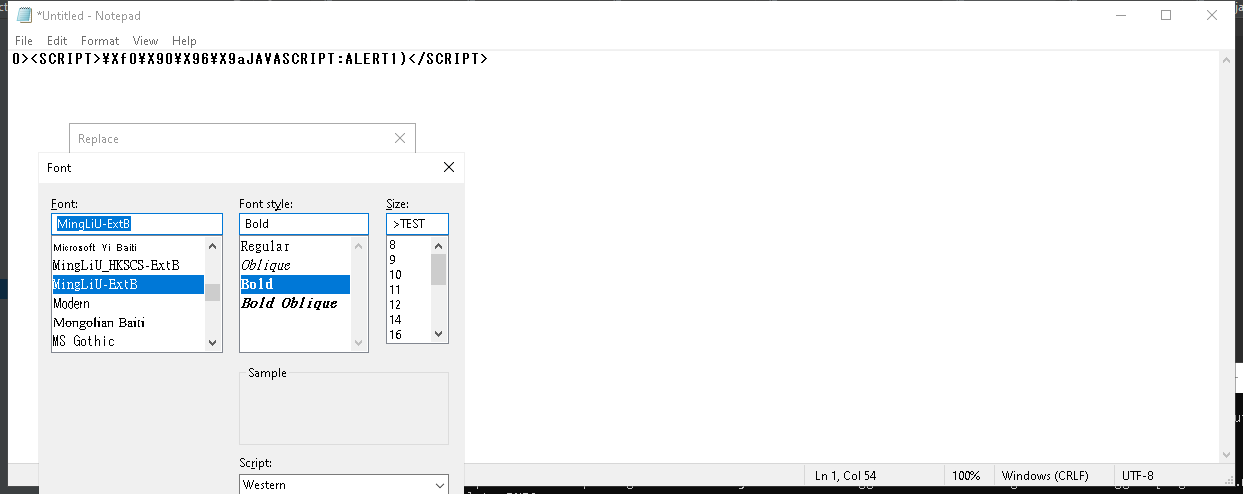 *Untitled - Notepad
File Edit Format View Help
0><SCRIPT>¥Xf0¥X90¥X96¥X9aJAVASCRIPT:ALERT1)</SCRIPT>
Replace
Font
Font: Font style: Size:
MingLiU-ExtB Bold >TEST
Microsoft Yi Baiti
MingLiU_HKSCS-ExtB
MingLiU-ExtB
Modern
Mongolian Baiti
MS Gothic
Regular
Oblique
Bold
Bold Oblique
8
9
10
11
12
14
16
Sample
Script:
Western
Ln 1, Col 54 100% Windows (CRLF) UTF-8